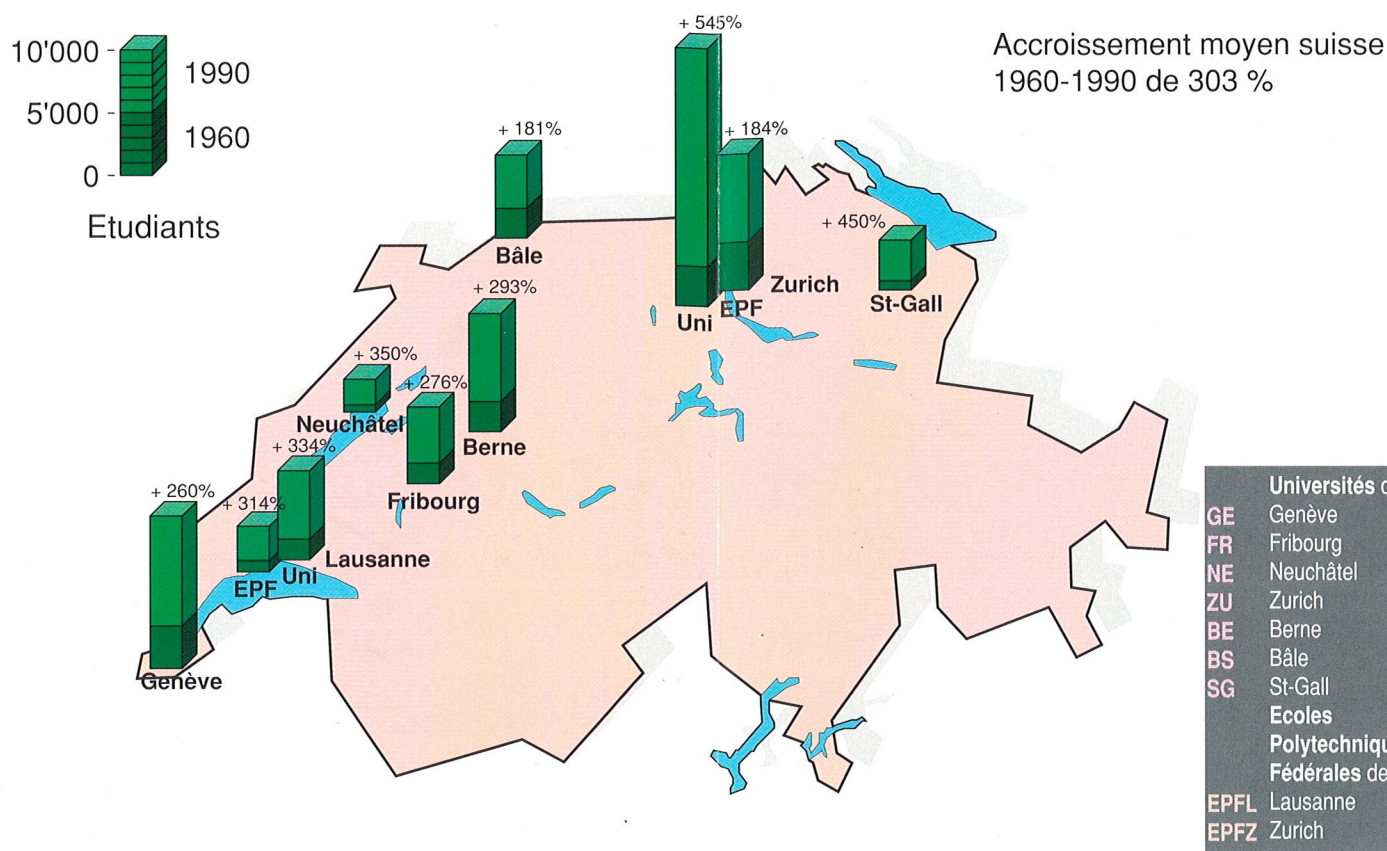 10'000
5'000
0
1990
1960
Etudiants
Accroissement moyen suisse
1960-1990 de 303 %
+ 545%
+ 184%
+ 181%
+ 450%
Bâle
Zurich
Uni
EPF
St-Gall
+ 293%
+ 350%
+ 276%
Neuchâtel
Berne
+ 334%
Fribourg
+ 260%
+ 314%
Lausanne
Uni
EPF
Genève
Universités
GE Genève
FR Fribourg
NE Neuchâtel
ZU Zurich
BE Berne
BS Bâle
SG St-Gall
Ecoles
Fédérales de
EPFL Lausanne
EPFZ Zurich